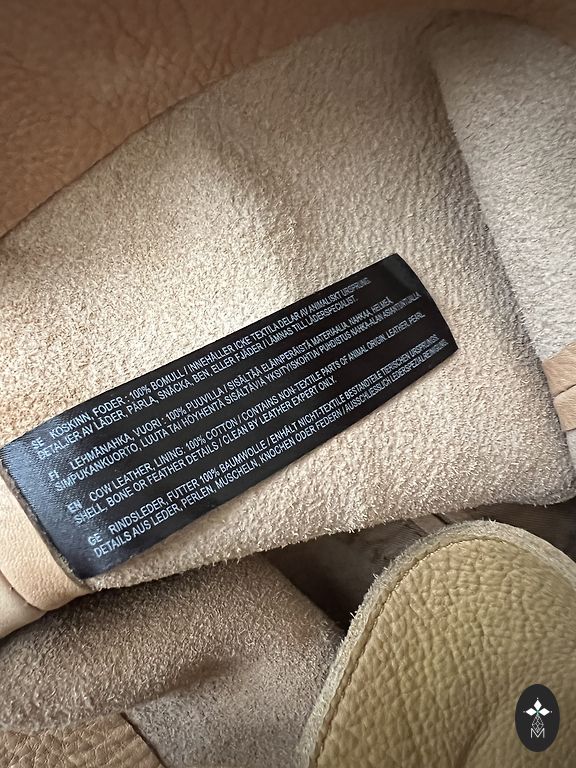 SE KOSKINN, FODER.: 100% BOMULL / INNEHÅLLER ICKE TEXTILA DELAR AV ANIMALISKT URSPRUNG
DETALJER AV LÄDER, PÄRLA, SNÄCKA, BEN ELLER FJÄDER / LÄMNAS TILL LÄDERSPECIALIST.
FI LEHMÄNAHKA, VUORI: 100% PUUVILLA / SISÄLTÄÄ ELÄINPERÄISTÄ MATERIAALIA, NAHKAA, HELMEÄ,
SIMPUKANKUORTO, LUUTA TAI HÖYHENTÄ SISÄLTÄVIÄ YKSITYISKOHTAI PUHDISTUS NAHKA-ALAN ASIANTUNTIJALLA
EN COW LEATHER, LINING: 100% COTTON / CONTAINS NON-TEXTILE PARTS OF ANIMAL ORIGIN. LEATHER, PEARL
SHELL, BONE OR FEATHER DETAILS / CLEAN BY LEATHER EXPERT ONLY.
GE RINDSLEDER, FUTTER 100% BAUMWOLLE / ENHÄLT NICHT-TEXTILE BESTANDTEILE TIERISCHEN URSPRUNGS
DETAILS AUS LEDER, PERLEN, MUSCHELN, KNOCHEN ODER FEDERN / AUSSCHLIESSLICH LEDERSPEZIALREINIGUNG
M